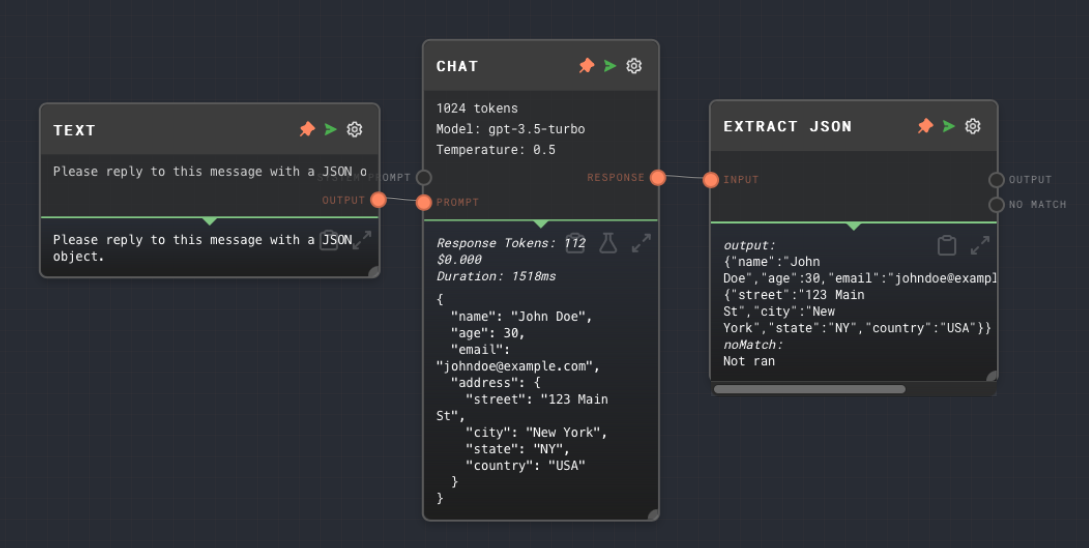 TEXT
Please reply to this message with a JSON o
OUTPUT
Please reply to this message with a JSON
object.
CHAT
1024 tokens
Model: gpt-3.5-turbo
Temperature: 0.5
PROMPT
RESPONSE
PROMPT
Response Tokens: 112
$0.000
Duration: 1518ms
{
"name": "John Doe",
"age": 30,
"email":
"johndoe@example.com",
"address": {
"street": "123 Main
St",
"city": "New York",
"state": "NY",
"country": "USA"
}
}
EXTRACT JSON
INPUT
OUTPUT
NO MATCH
output:
{"name":"John
Doe","age":30,"email":"johndoe@exampl
{"street":"123 Main
St","city":"New
York","state":"NY","country":"USA"}}
noMatch:
Not ran